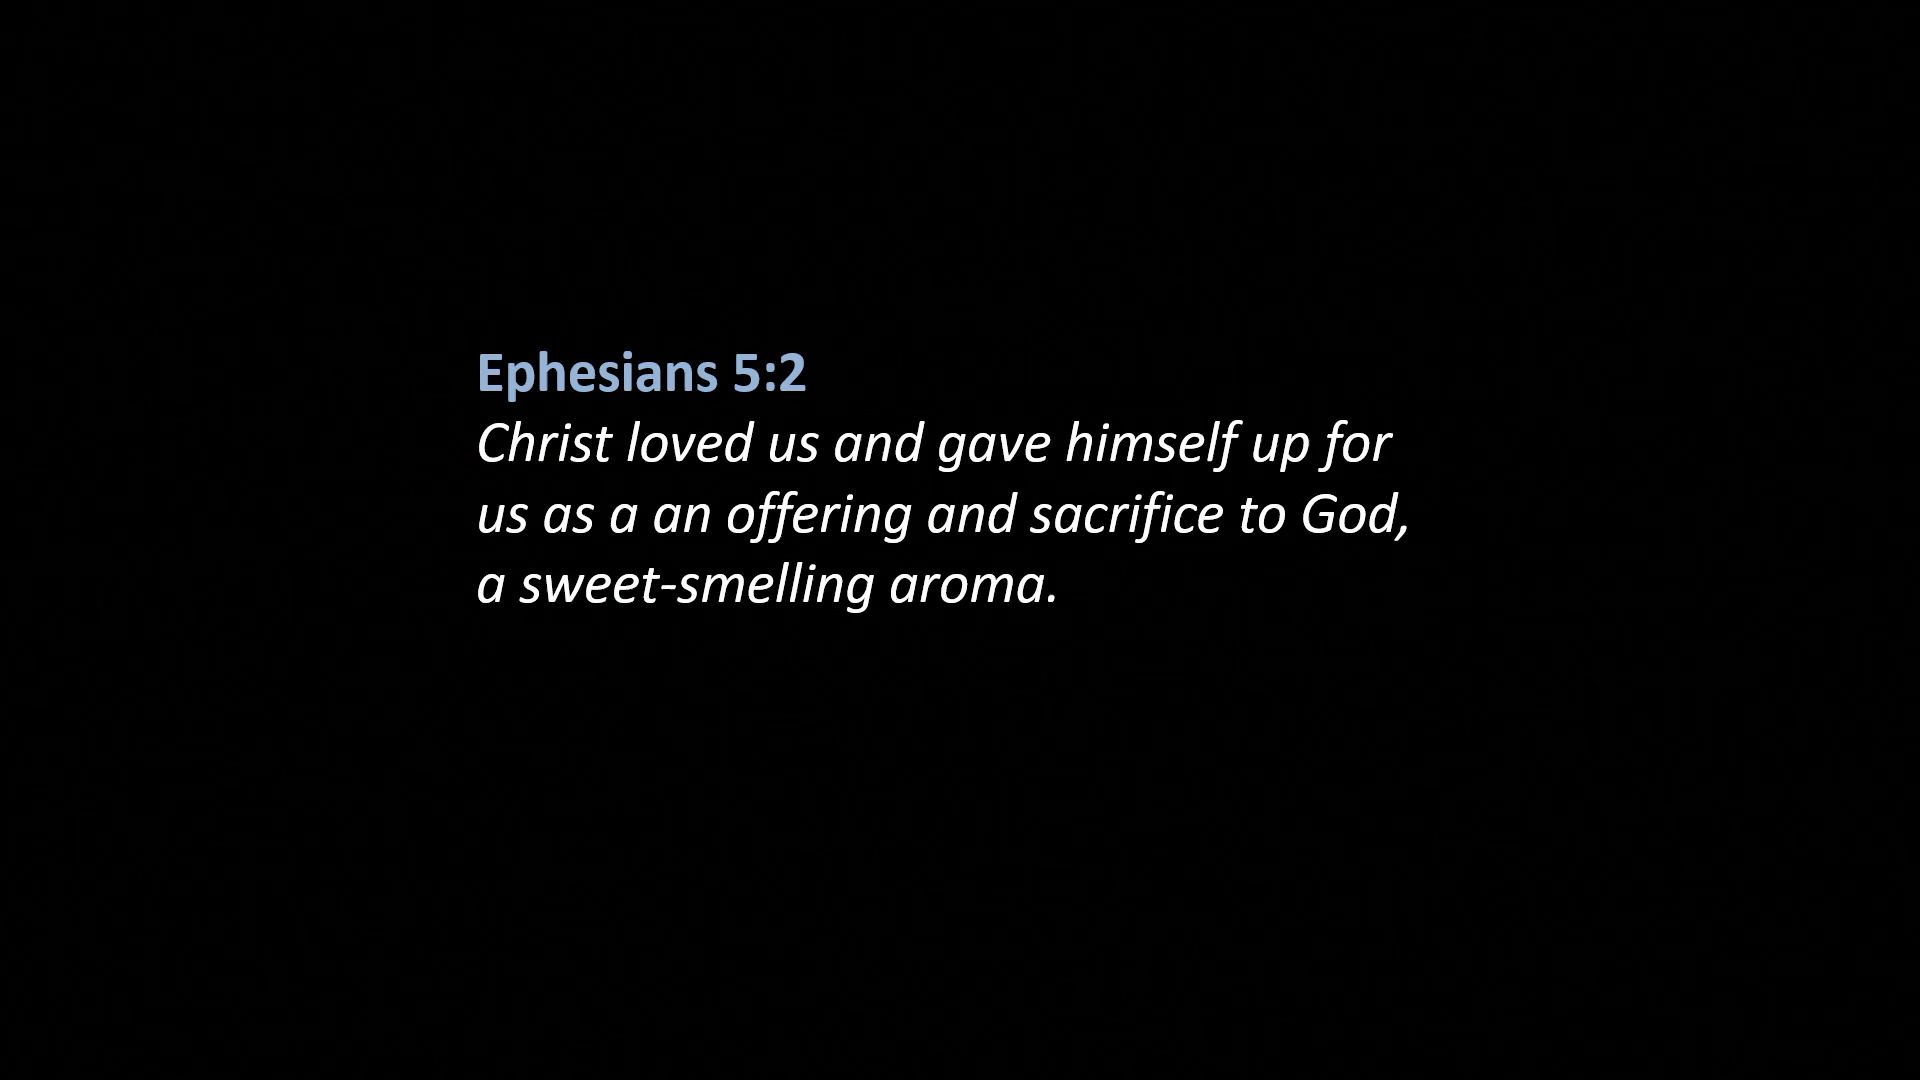 Ephesians 5:2
Christ loved us and gave himself up for
us as a an offering and sacrifice to God,
a sweet-smelling aroma.